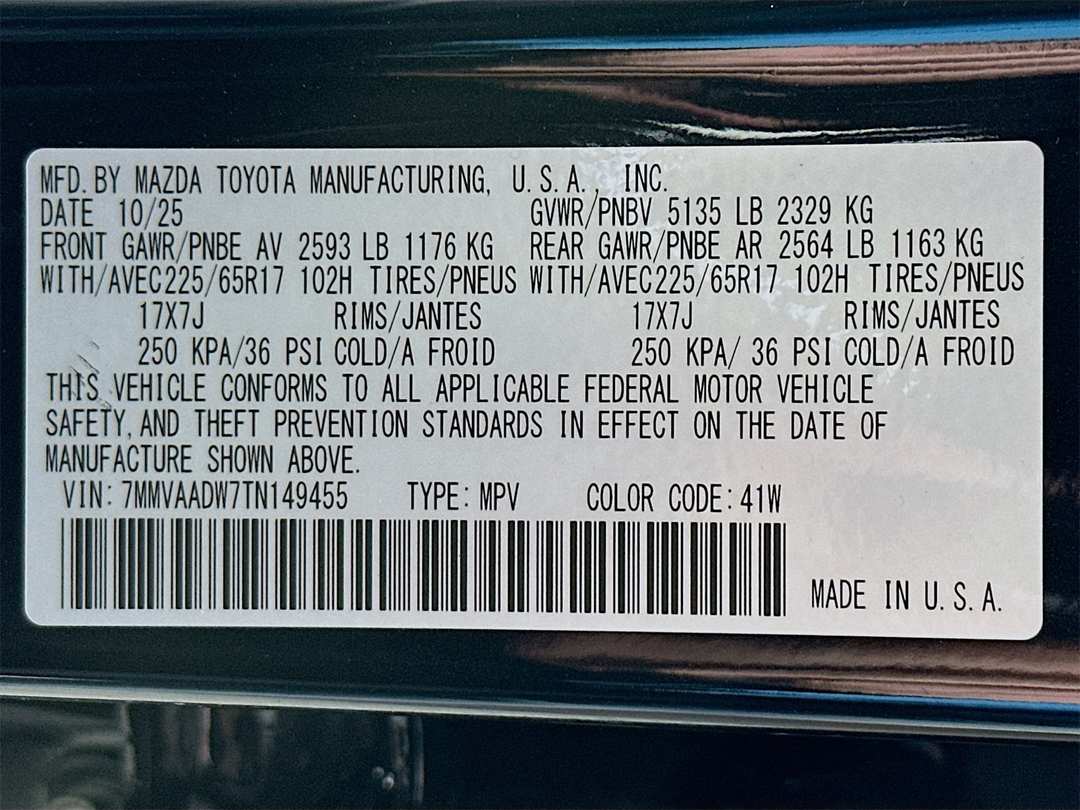 MFD. BY MAZDA TOYOTA MANUFACTURING, U.S.A., INC.
DATE 10/25 GVWR/PNBV 5135 LB 2329 KG
FRONT GAWR/PNBE AV 2593 LB 1176 KG REAR GAWR/PNBE AR 2564 LB 1163 KG
WITH/AVEC225/65R17 102H TIRES/PNEUS WITH/AVEC225/65R17 102H TIRES/PNEUS
17X7J RIMS/JANTES 17X7J RIMS/JANTES
250 KPA/36 PSI COLD/A FROID 250 KPA/ 36 PSI COLD/A FROID
THIS VEHICLE CONFORMS TO ALL APPLICABLE FEDERAL MOTOR VEHICLE
SAFETY, AND THEFT PREVENTION STANDARDS IN EFFECT ON THE DATE OF
MANUFACTURE SHOWN ABOVE.
VIN: 7MMVAADW7TN149455 TYPE: MPV COLOR CODE: 41W
MADE IN U.S.A.